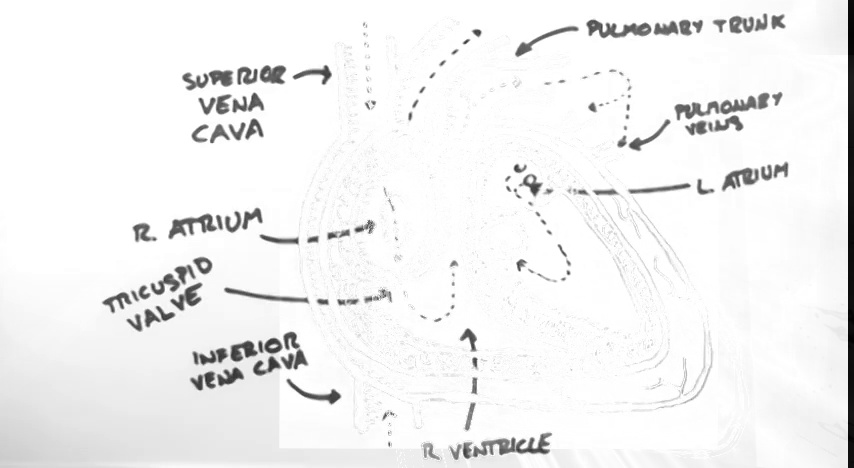 PULMONARY TRUNK
SUPERIOR
VENA
CAVA
PULMONARY
VEINS
L. ATRIUM
R. ATRIUM
TRICUSPID
VALVE
INFERIOR
VENA CAVA
R VENTRICLE